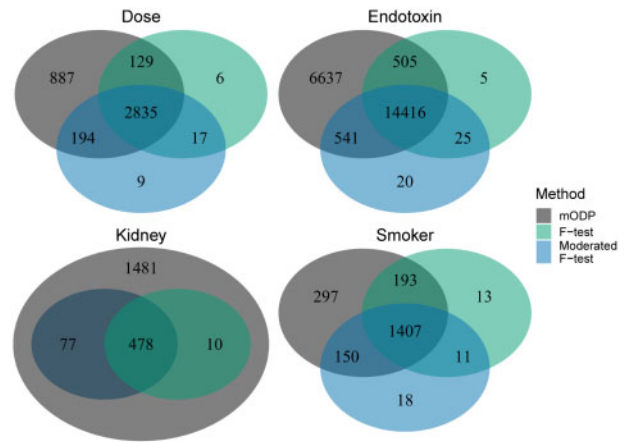 Dose
129
887
6
2835
194
17
9
Endotoxin
505
6637
5
14416
541
25
20
Method
mODP
F-test
Moderated
F-test
Kidney
1481
77
478
10
Smoker
193
297
13
1407
150
11
18